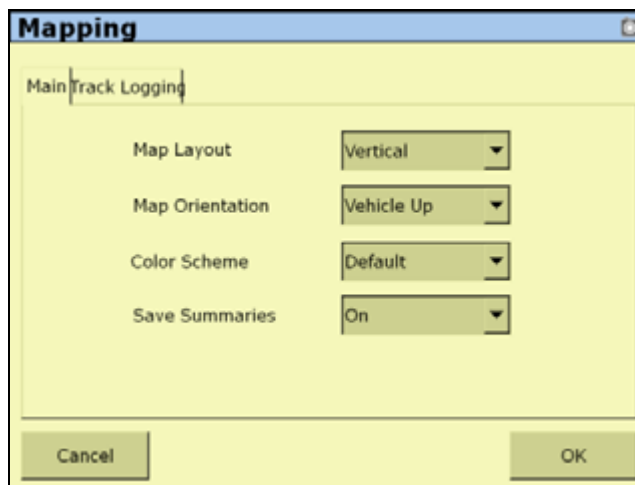 Mapping
Main Track Logging
Map Layout Vertical
Map Orientation Vehicle Up
Color Scheme Default
Save Summaries On
Cancel OK